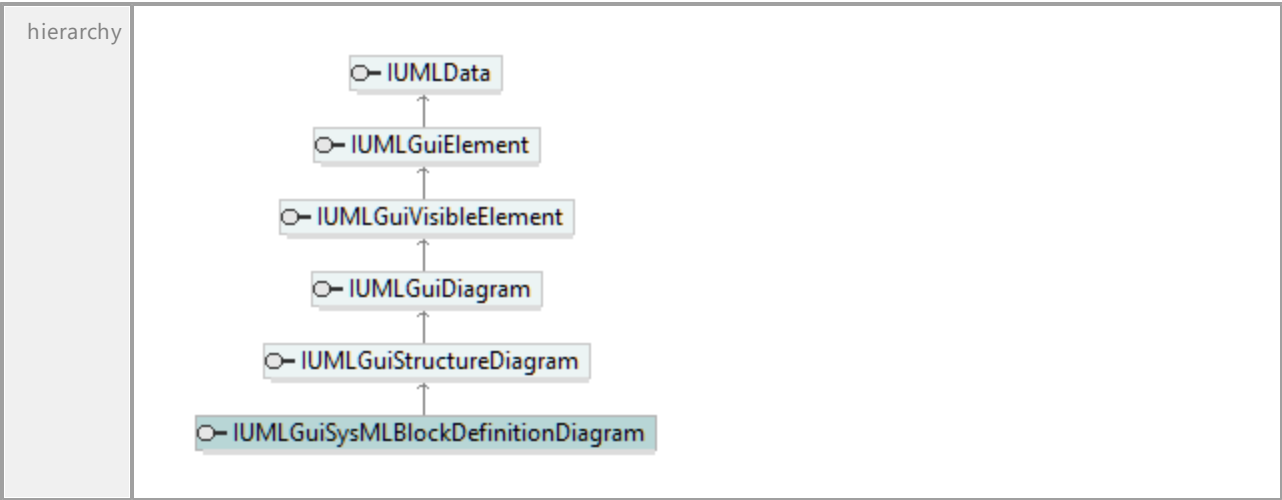 hierarchy
IUMLData
IUMLGuiElement
IUMLGuiVisibleElement
IUMLGuiDiagram
IUMLGuiStructureDiagram
IUMLGuiSysMLBlockDefinitionDiagram